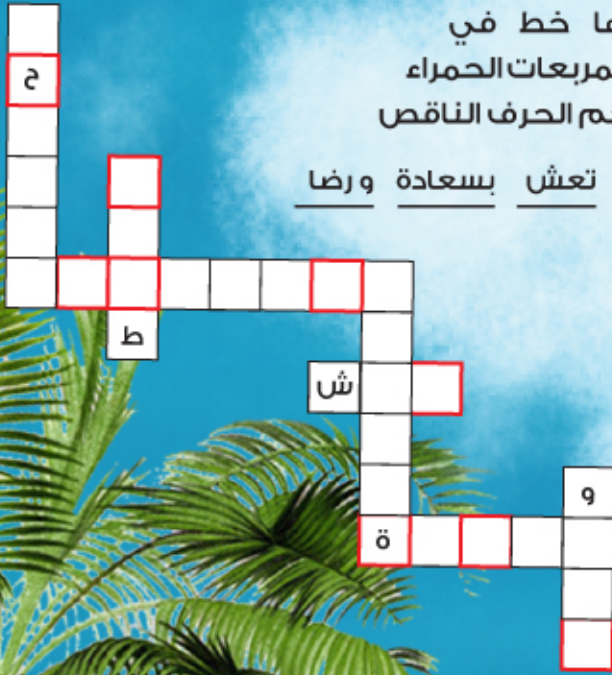 خط في
المربعات الحمراء
الحرف الناقص
تعش بسعادة و رضا
ح
ط
ش
و
ة